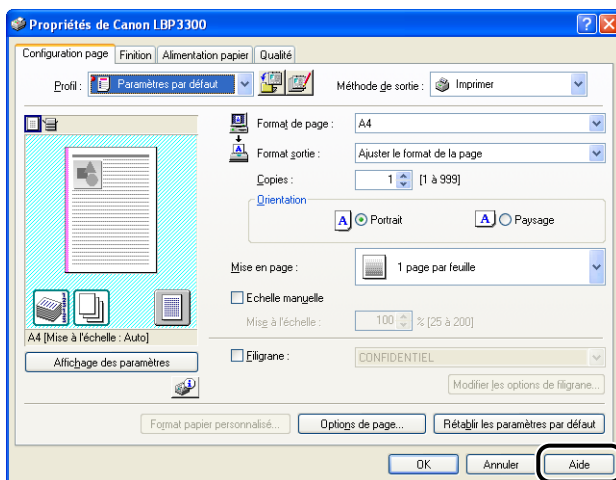 Propriétés de Canon LBP3300
Configuration page Finition Alimentation papier Qualité
Profil : Paramètres par défaut Méthode de sortie : Imprimer
Format de page : A4
Format sortie : Ajuster le format de la page
Copies : 1 [1 à 999]
Orientation
A Portrait A Paysage
Mise en page : 1 page par feuille
Echelle manuelle
Mise à l'échelle : 100 % [25 à 200]
A4 [Mise à l'échelle : Auto]
Affichage des paramètres
Filigrane : CONFIDENTIEL
Modifier les options de filigrane...
Format papier personnalisé... Options de page... Rétablir les paramètres par défaut
OK Annuler Aide